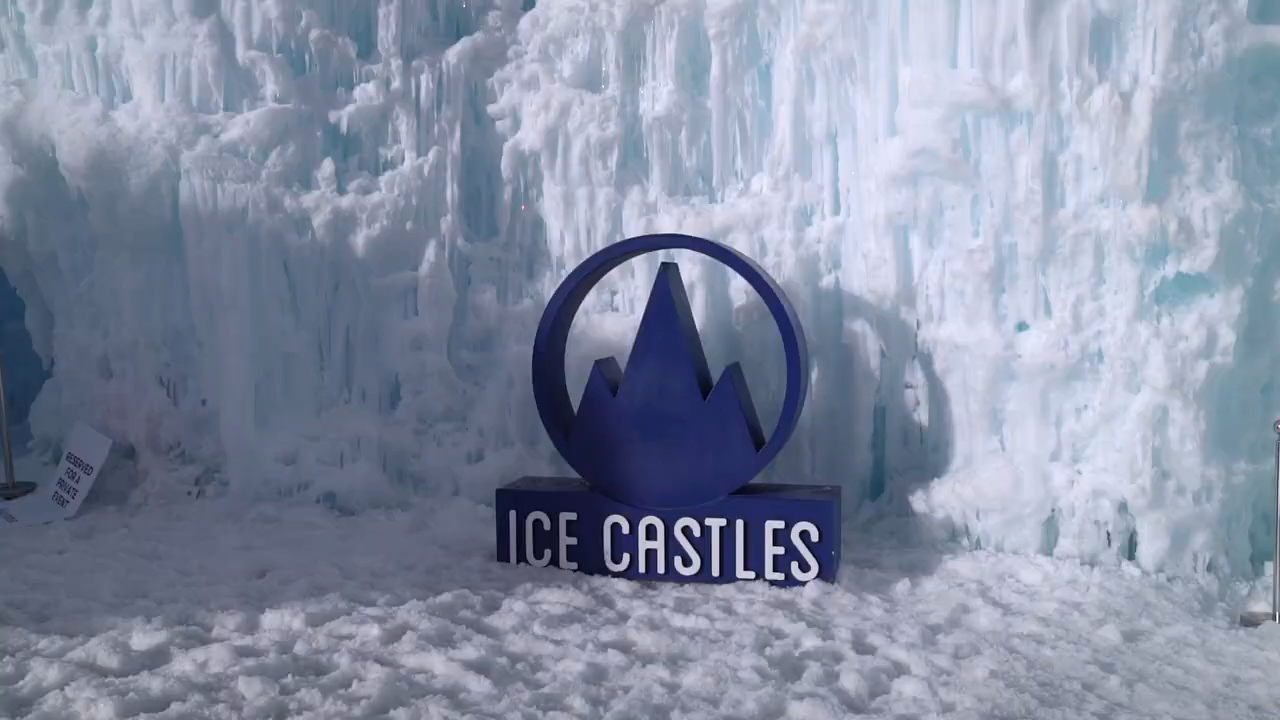 RESERVED
FOR A
PRIVATE
EVENT
ICE CASTLES